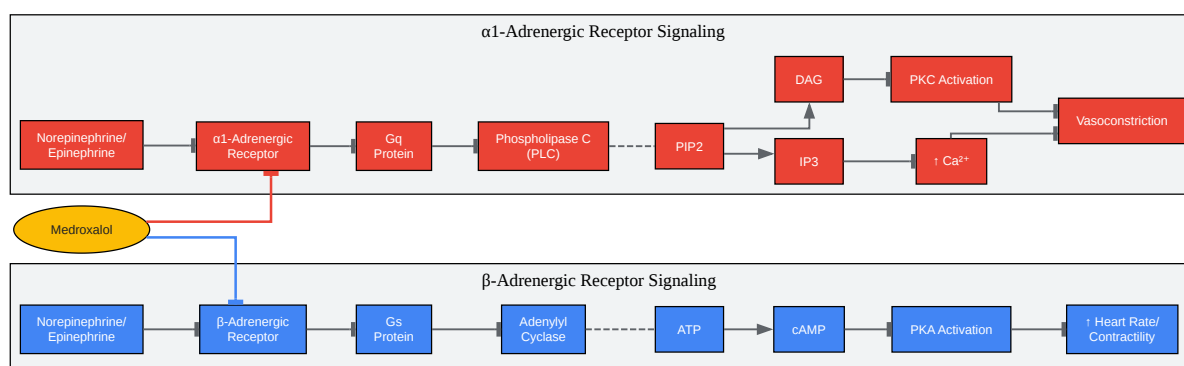 α1-Adrenergic Receptor Signaling
Norepinephrine/
Epinephrine
α1-Adrenergic
Receptor
Gq
Protein
Phospholipase C
(PLC)
PIP2
DAG
IP3
PKC Activation
↑ Ca²⁺
Vasoconstriction
Medroxalol
β-Adrenergic Receptor Signaling
Norepinephrine/
Epinephrine
β-Adrenergic
Receptor
Gs
Protein
Adenylyl
Cyclase
ATP
cAMP
PKA Activation
↑ Heart Rate/
Contractility